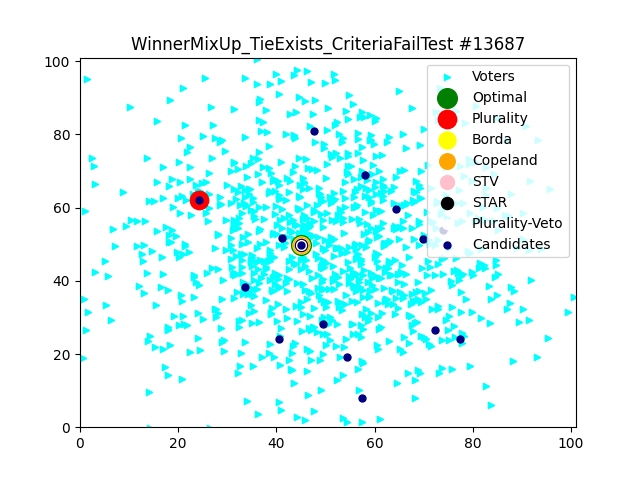 WinnerMixUp_TieExists_CriteriaFailTest #13687
100
80
60
40
20
0
0
20
40
60
80
100
Voters
Optimal
Plurality
Borda
Copeland
STV
STAR
Plurality-Veto
Candidates